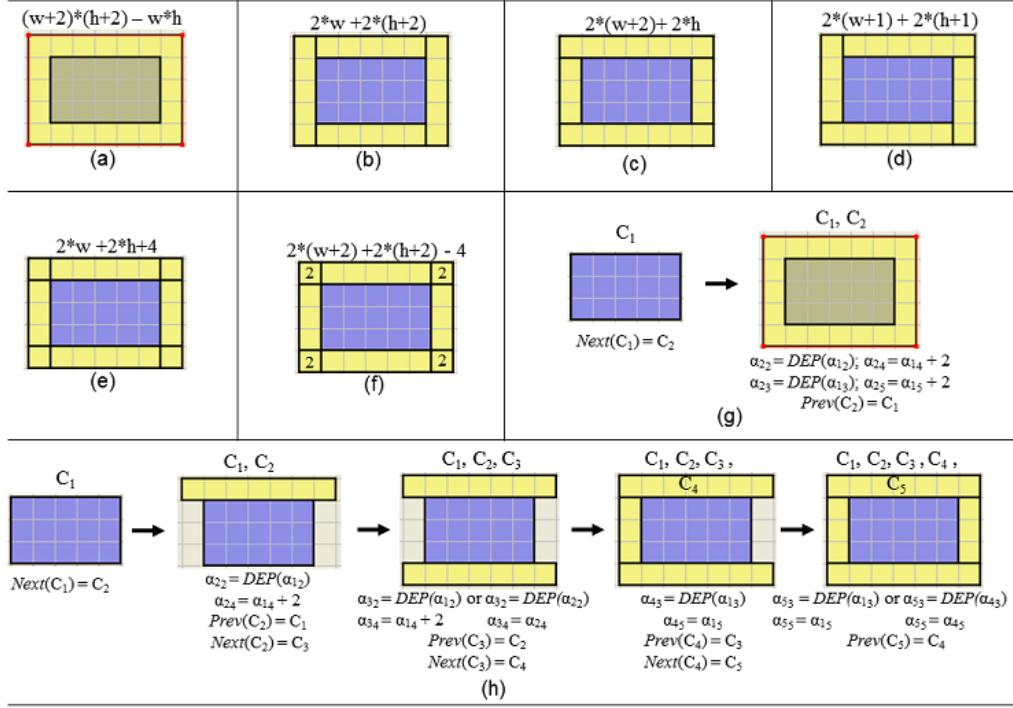 (w+2)*(h+2) – w*h
(a)
2*w +2*(h+2)
(b)
2*(w+2)+ 2*h
(c)
2*(w+1) + 2*(h+1)
(d)
2*w +2*h+4
(e)
2*(w+2) +2*(h+2) - 4
2 2
2 2
(f)
C₁
Next(C₁) = C₂
C₁, C₂
α₂₂ = DEP(α₁₂); α₂₄ = α₁₄ + 2
α₂₃ = DEP(α₁₃); α₂₅ = α₁₅ + 2
Prev(C₂) = C₁
(g)
C₁
Next(C₁) = C₂
C₁, C₂
α₂₂ = DEP(α₁₂)
α₂₄ = α₁₄ + 2
Prev(C₂) = C₁
Next(C₂) = C₃
C₁, C₂, C₃
α₃₂ = DEP(α₁₂) or α₃₂ = DEP(α₂₂)
α₃₄ = α₁₄ + 2 α₃₄ = α₂₄
Prev(C₃) = C₂
Next(C₃) = C₄
C₁, C₂, C₃ ,
C₄
α₄₃ = DEP(α₁₃)
α₄₅ = α₁₅
Prev(C₄) = C₃
Next(C₄) = C₅
C₁, C₂, C₃ , C₄ ,
C₅
α₅₃ = DEP(α₁₃) or α₅₃ = DEP(α₄₃)
α₅₅ = α₁₅ α₅₅ = α₄₅
Prev(C₅) = C₄
(h)